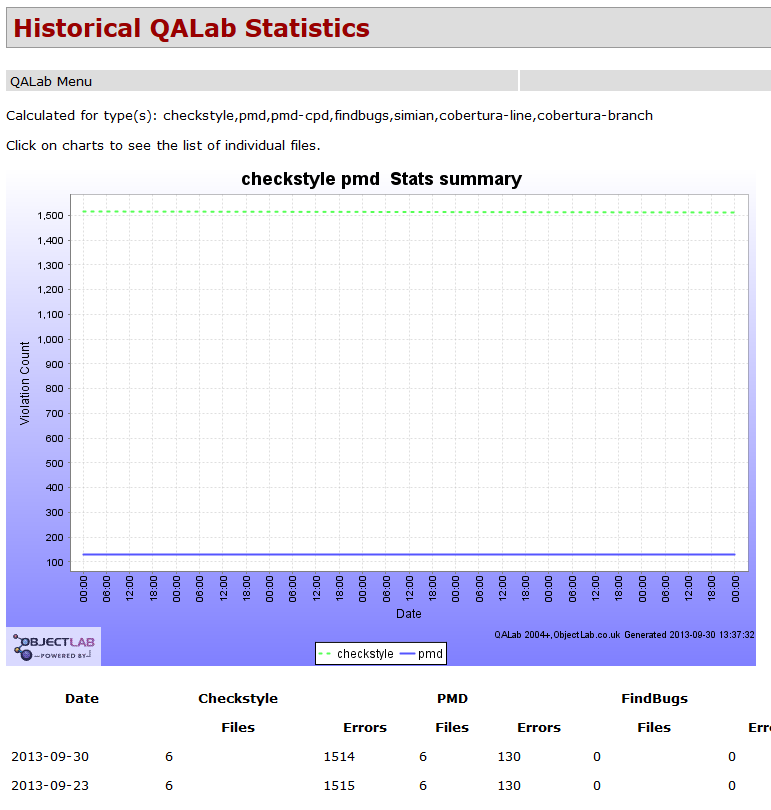 Historical QALab Statistics
QALab Menu
Calculated for type(s): checkstyle,pmd,pmd-cpd,findbugs,simian,cobertura-line,cobertura-branch
Click on charts to see the list of individual files.
checkstyle pmd  Stats summary
Violation Count
1,500
1,400
1,300
1,200
1,100
1,000
900
800
700
600
500
400
300
200
100
00:00 06:00 12:00 18:00 00:00 06:00 12:00 18:00 00:00 06:00 12:00 18:00 00:00 06:00 12:00 18:00 00:00 06:00 12:00 18:00 00:00 06:00 12:00 18:00 00:00 06:00 12:00 18:00 00:00
Date
QALab 2004+,ObjectLab.co.uk Generated 2013-09-30 13:37:32
OBJECTLAB
POWERED BY
checkstyle pmd
Date Checkstyle PMD FindBugs
Files Errors Files Errors Files Erro
2013-09-30 6 1514 6 130 0 0
2013-09-23 6 1515 6 130 0 0